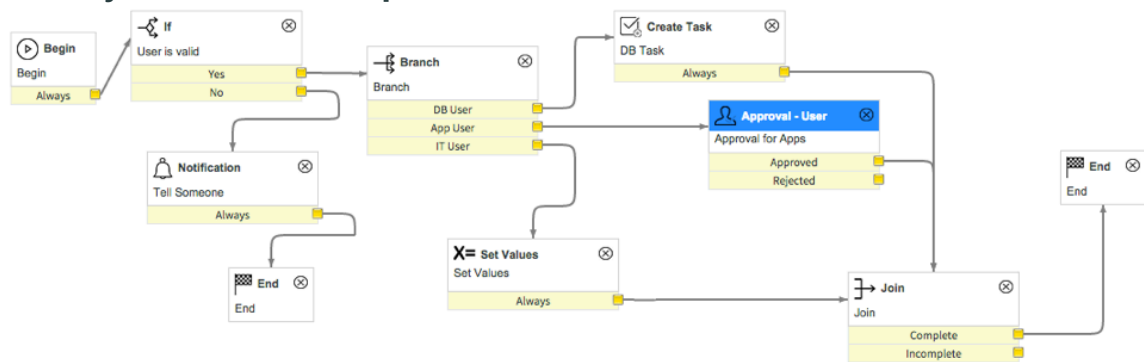 Begin
Begin
Always
If
User is valid
Yes
No
Notification
Tell Someone
Always
End
End
Branch
Branch
DB User
App User
IT User
Create Task
DB Task
Always
Approval - User
Approval for Apps
Approved
Rejected
X= Set Values
Set Values
Always
Join
Join
Complete
Incomplete
End
End